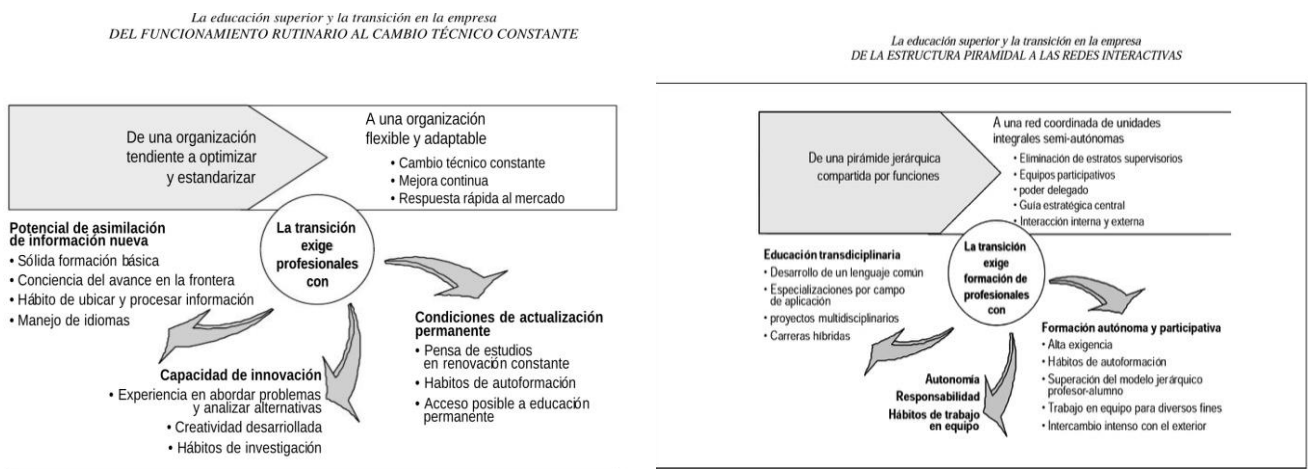 La educación superior y la transición en la empresa
DEL FUNCIONAMIENTO RUTINARIO AL CAMBIO TÉCNICO CONSTANTE
De una organización
tendiente a optimizar
y estandarizar
A una organización
flexible y adaptable
• Cambio técnico constante
• Mejora continua
• Respuesta rápida al mercado
Potencial de asimilación
de información nueva
• Sólida formación básica
• Conciencia del avance en la frontera
• Hábito de ubicar y procesar información
• Manejo de idiomas
La transición
exige
profesionales
con
Capacidad de innovación
• Experiencia en abordar problemas
y analizar alternativas
• Creatividad desarrollada
• Hábitos de investigación
Condiciones de actualización
permanente
• Pensa de estudios
en renovación constante
• Habitos de autoformación
• Acceso posible a educación
permanente
La educación superior y la transición en la empresa
DE LA ESTRUCTURA PIRAMIDAL A LAS REDES INTERACTIVAS
De una pirámide jerárquica
compartida por funciones
A una red coordinada de unidades
integrales semi-autónomas
• Eliminación de estratos supervisorios
• Equipos participativos
• poder delegado
• Guía estratégica central
• Interacción interna y externa
Educación transdiciplinaria
• Desarrollo de un lenguaje común
• Especializaciones por campo
de aplicación
• proyectos multidisciplinarios
• Carreras híbridas
La transición
exige
formación de
profesionales
con
Autonomía
Responsabilidad
Hábitos de trabajo
en equipo
Formación autónoma y participativa
• Alta exigencia
• Hábitos de autoformación
• Superación del modelo jerárquico
profesor-alumno
• Trabajo en equipo para diversos fines
• Intercambio intenso con el exterior